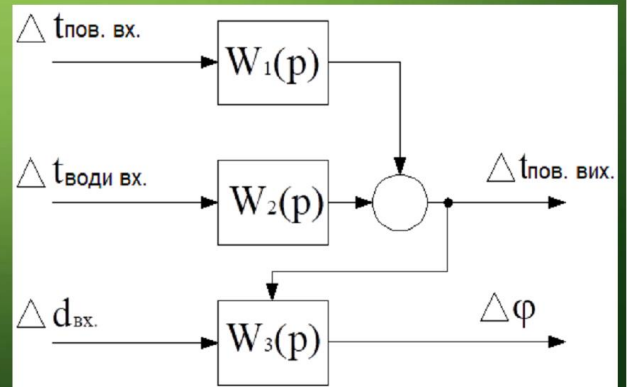 △ tпов. вх.
W₁(p)
△ tводи вх.
W₂(p)
△ tпов. вих.
△ dвх.
W₃(p)
△φ